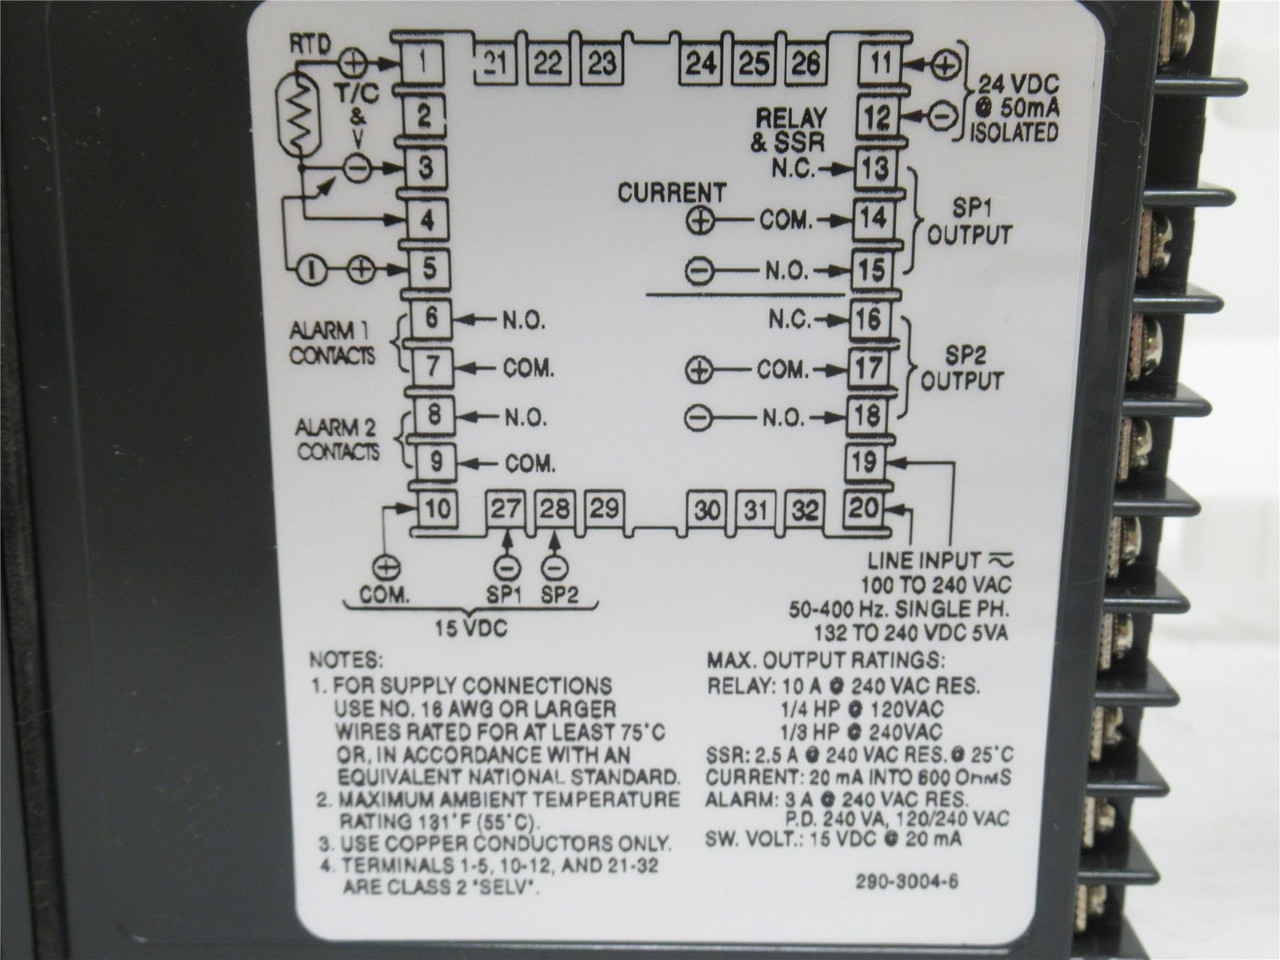 RTD
T/C
&
V
1
2
3
4
5
6
7
8
9
10
21 22 23
24 25 26
11
12
13
14
15
16
17
18
19
20
27 28 29
30 31 32
24 VDC
@ 50mA
ISOLATED
RELAY
& SSR
N.C.
CURRENT
COM.
N.O.
SP1
OUTPUT
N.C.
COM.
N.O.
SP2
OUTPUT
ALARM 1
CONTACTS
N.O.
COM.
ALARM 2
CONTACTS
N.O.
COM.
COM. SP1 SP2
15 VDC
LINE INPUT
100 TO 240 VAC
50-400 Hz. SINGLE PH.
132 TO 240 VDC 5VA
NOTES:
1. FOR SUPPLY CONNECTIONS
USE NO. 16 AWG OR LARGER
WIRES RATED FOR AT LEAST 75°C
OR, IN ACCORDANCE WITH AN
EQUIVALENT NATIONAL STANDARD.
2. MAXIMUM AMBIENT TEMPERATURE
RATING 131°F (55°C).
3. USE COPPER CONDUCTORS ONLY.
4. TERMINALS 1-5, 10-12, AND 21-32
ARE CLASS 2 "SELV".
MAX. OUTPUT RATINGS:
RELAY: 10 A @ 240 VAC RES.
1/4 HP @ 120VAC
1/3 HP @ 240VAC
SSR: 2.5 A @ 240 VAC RES. @ 25°C
CURRENT: 20 mA INTO 600 OhmS
ALARM: 3 A @ 240 VAC RES.
P.D. 240 VA, 120/240 VAC
SW. VOLT.: 15 VDC @ 20 mA
290-3004-6